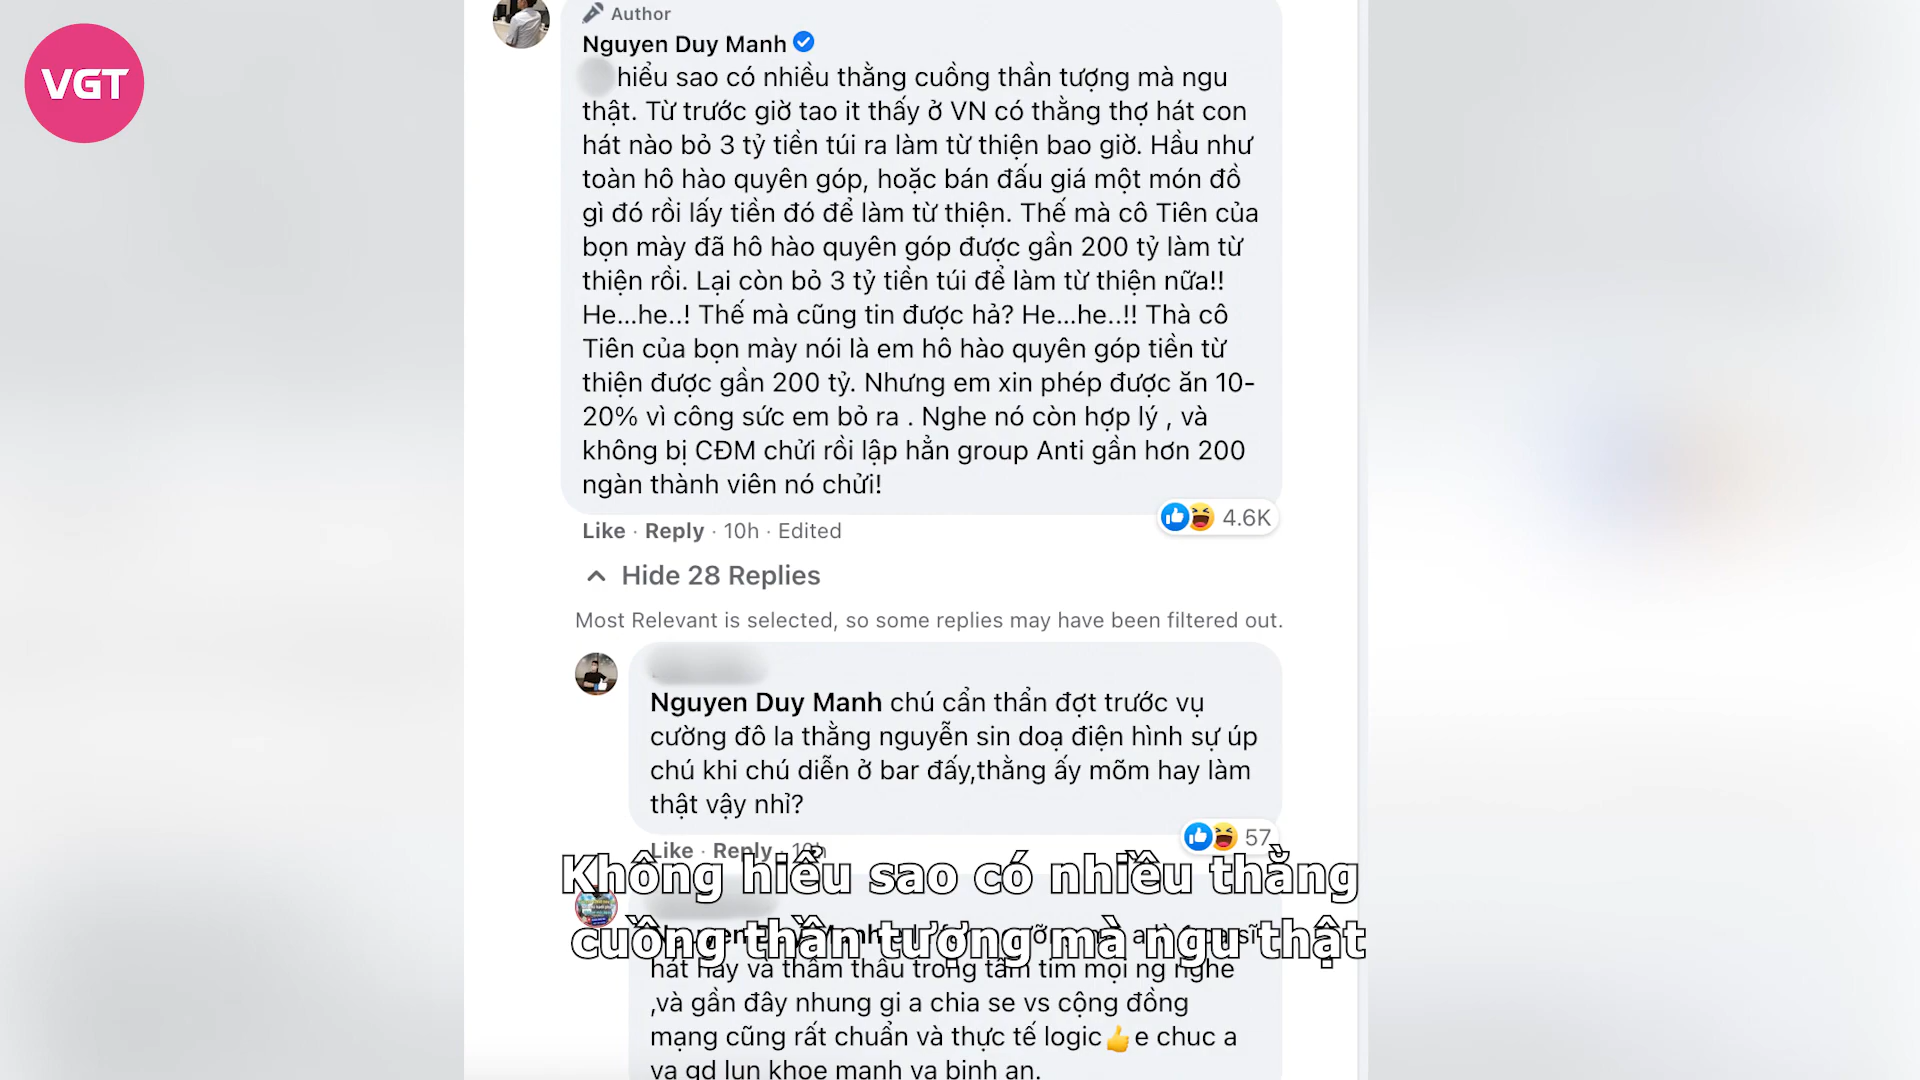 VGT
Author
Nguyen Duy Manh
hiểu sao có nhiều thằng cuồng thần tượng mà ngu
thật. Từ trước giờ tao it thấy ở VN có thằng thợ hát con
hát nào bỏ 3 tỷ tiền túi ra làm từ thiện bao giờ. Hầu như
toàn hô hào quyên góp, hoặc bán đấu giá một món đồ
gì đó rồi lấy tiền đó để làm từ thiện. Thế mà cô Tiên của
bọn mày đã hô hào quyên góp được gần 200 tỷ làm từ
thiện rồi. Lại còn bỏ 3 tỷ tiền túi để làm từ thiện nữa!!
He...he..! Thế mà cũng tin được hả? He...he..!! Thà cô
Tiên của bọn mày nói là em hô hào quyên góp tiền từ
thiện được gần 200 tỷ. Nhưng em xin phép được ăn 10-
20% vì công sức em bỏ ra . Nghe nó còn hợp lý , và
không bị CĐM chửi rồi lập hẳn group Anti gần hơn 200
ngàn thành viên nó chửi!
4.6K
Like · Reply · 10h · Edited
Hide 28 Replies
Most Relevant is selected, so some replies may have been filtered out.
Nguyen Duy Manh chú cẩn thẩn đợt trước vụ
cường đô la thằng nguyễn sin doạ điện hình sự úp
chú khi chú diễn ở bar đấy,thằng ấy mõm hay làm
thật vậy nhỉ?
57
Like · Reply · 10h
Không hiểu sao có nhiều thằng
cuồng thần tượng mà ngu thật
hát hay và thẩm thấu trong tâm tim mọi ng nghe
,và gần đây nhung gi a chia se vs cộng đồng
mạng cũng rất chuẩn và thực tế logic👍e chuc a
va gd lun khoe manh va binh an.